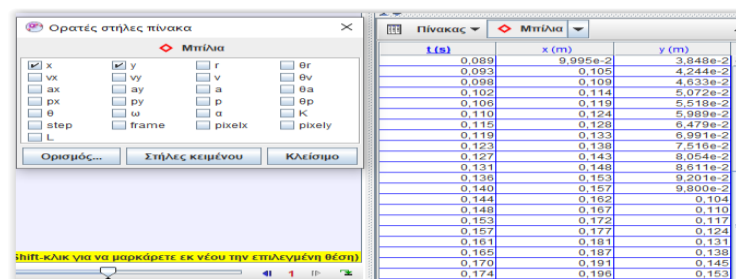 Ορατές στήλες πίνακα
Μπίλια
x y r θr
vx vy v θv
ax ay a θa
px py p θp
θ ω α K
step frame pixelx pixely
L
Ορισμός... Στήλες κειμένου Κλείσιμο
Shift-κλικ για να μαρκάρετε εκ νέου την επιλεγμένη θέση)
1
Πίνακας Μπίλια
t (s) x (m) y (m)
0,089 9,995e-2 3,848e-2
0,093 0,105 4,244e-2
0,098 0,109 4,633e-2
0,102 0,114 5,072e-2
0,106 0,119 5,518e-2
0,110 0,124 5,989e-2
0,115 0,128 6,479e-2
0,119 0,133 6,991e-2
0,123 0,138 7,516e-2
0,127 0,143 8,054e-2
0,131 0,148 8,611e-2
0,136 0,153 9,201e-2
0,140 0,157 9,800e-2
0,144 0,162 0,104
0,148 0,167 0,110
0,153 0,172 0,117
0,157 0,177 0,124
0,161 0,181 0,131
0,165 0,187 0,138
0,170 0,191 0,145
0,174 0,196 0,153